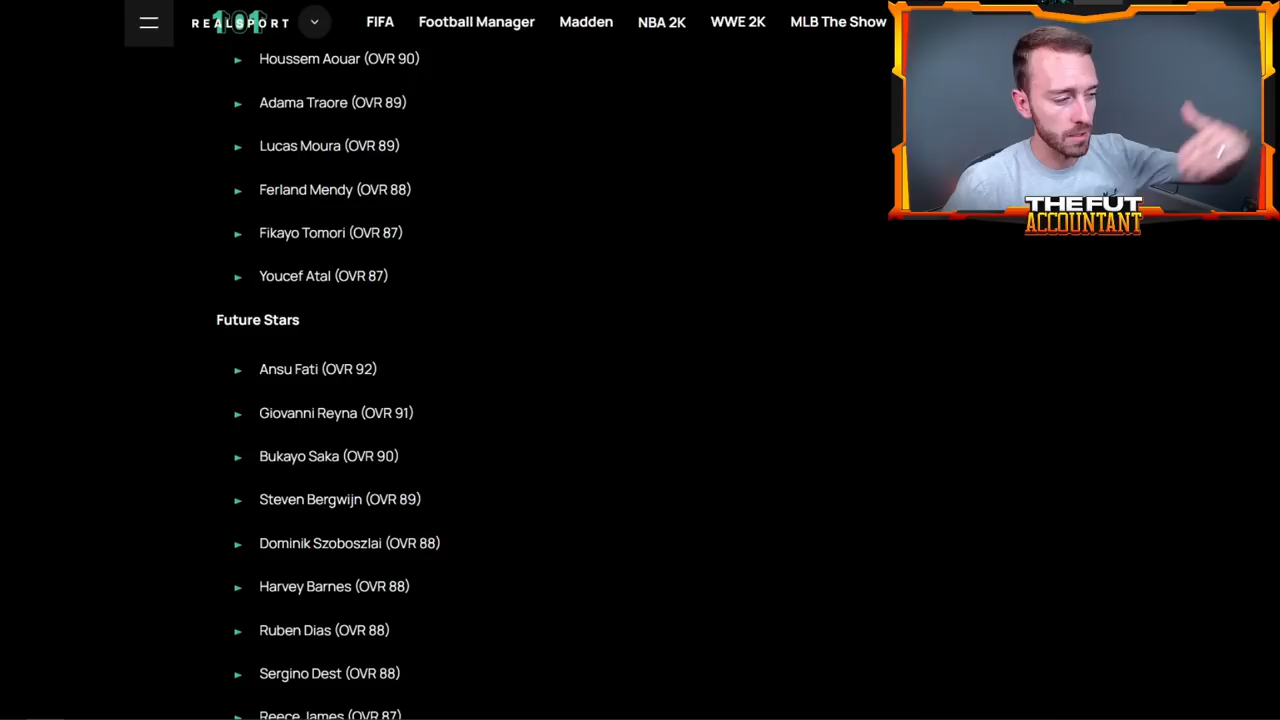 REALSPORT
101
FIFA
Football Manager
Madden
NBA 2K
WWE 2K
MLB The Show
Houssem Aouar (OVR 90)
Adama Traore (OVR 89)
Lucas Moura (OVR 89)
Ferland Mendy (OVR 88)
Fikayo Tomori (OVR 87)
Youcef Atal (OVR 87)
Future Stars
Ansu Fati (OVR 92)
Giovanni Reyna (OVR 91)
Bukayo Saka (OVR 90)
Steven Bergwijn (OVR 89)
Dominik Szoboszlai (OVR 88)
Harvey Barnes (OVR 88)
Ruben Dias (OVR 88)
Sergino Dest (OVR 88)
Reece James (OVR 87)
THE FUT
ACCOUNTANT